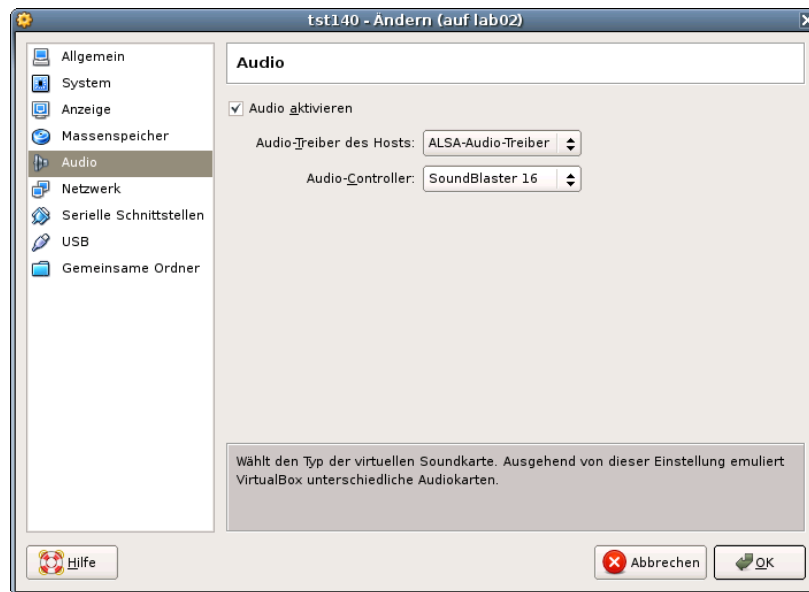 tst140 - Ändern (auf lab02)
Allgemein
System
Anzeige
Massenspeicher
Audio
Netzwerk
Serielle Schnittstellen
USB
Gemeinsame Ordner
Audio
Audio aktivieren
Audio-Treiber des Hosts: ALSA-Audio-Treiber
Audio-Controller: SoundBlaster 16
Wählt den Typ der virtuellen Soundkarte. Ausgehend von dieser Einstellung emuliert
VirtualBox unterschiedliche Audiokarten.
Hilfe
Abbrechen
OK